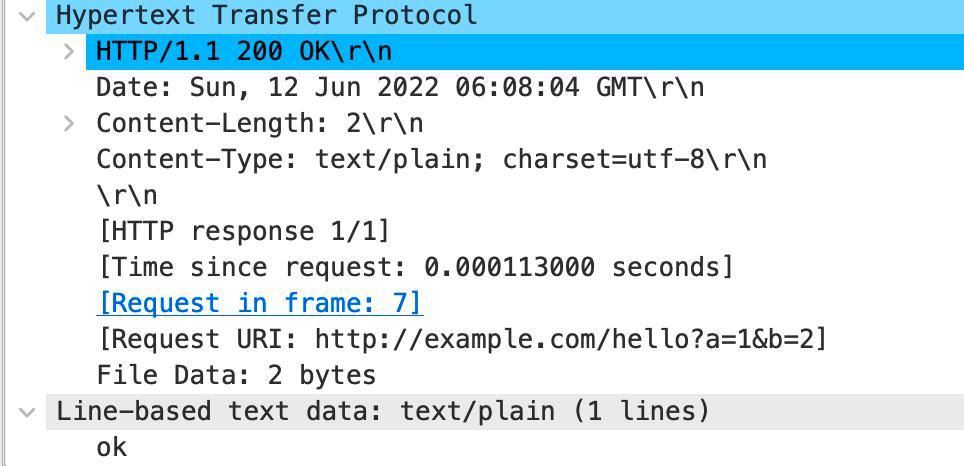 Hypertext Transfer Protocol
HTTP/1.1 200 OK\r\n
Date: Sun, 12 Jun 2022 06:08:04 GMT\r\n
Content-Length: 2\r\n
Content-Type: text/plain; charset=utf-8\r\n
\r\n
[HTTP response 1/1]
[Time since request: 0.000113000 seconds]
[Request in frame: 7]
[Request URI: http://example.com/hello?a=1&b=2]
File Data: 2 bytes
Line-based text data: text/plain (1 lines)
ok